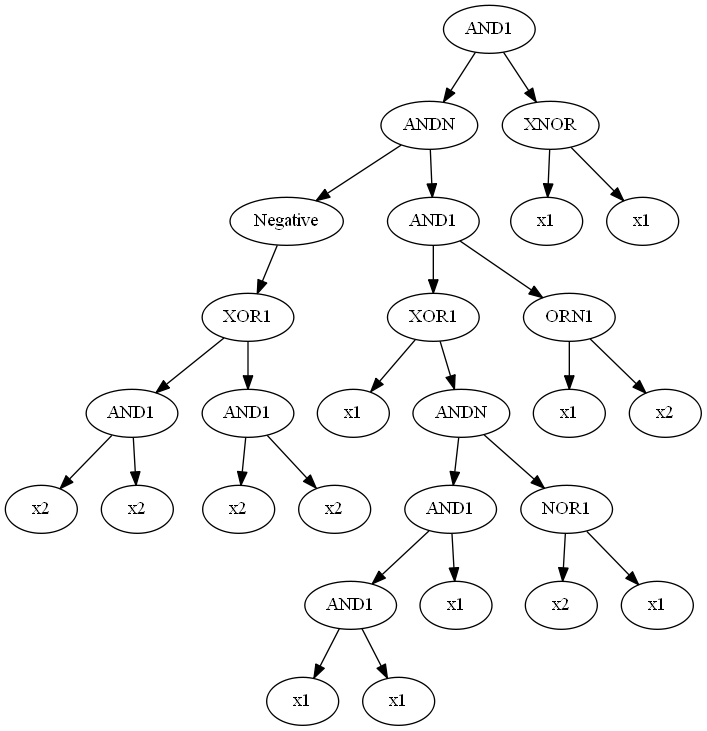 AND1
ANDN XNOR
Negative AND1 x1 x1
XOR1 XOR1 ORN1
AND1 AND1 x1 ANDN x1 x2
x2 x2 x2 x2 AND1 NOR1
AND1 x1 x2 x1
x1 x1